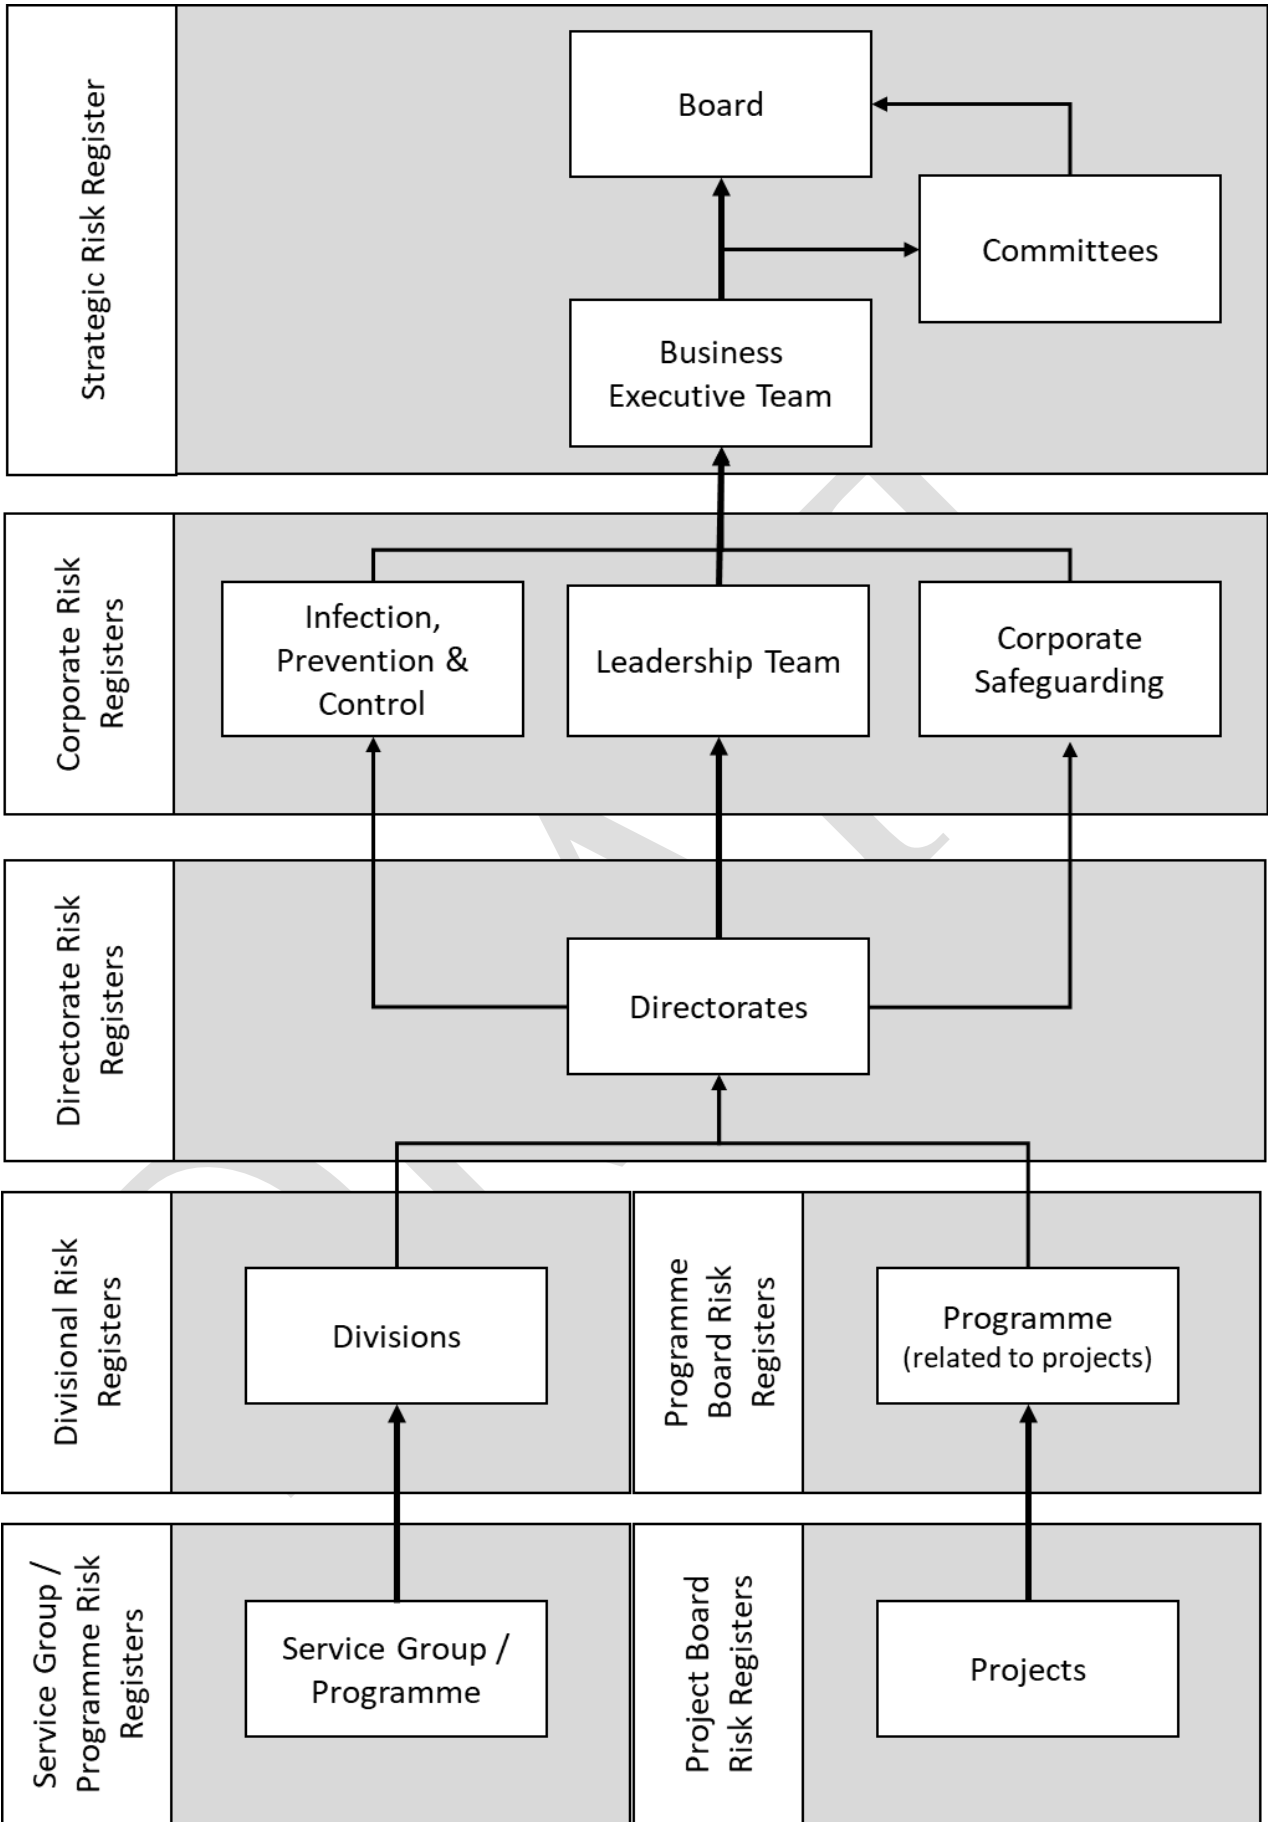 Strategic Risk Register
Board
Committees
Business
Executive Team
Corporate Risk
Registers
Infection,
Prevention &
Control
Leadership Team
Corporate
Safeguarding
Directorate Risk
Registers
Directorates
Divisional Risk
Registers
Divisions
Programme
Board Risk
Registers
Programme
(related to projects)
Service Group /
Programme Risk
Registers
Service Group /
Programme
Project Board
Risk Registers
Projects